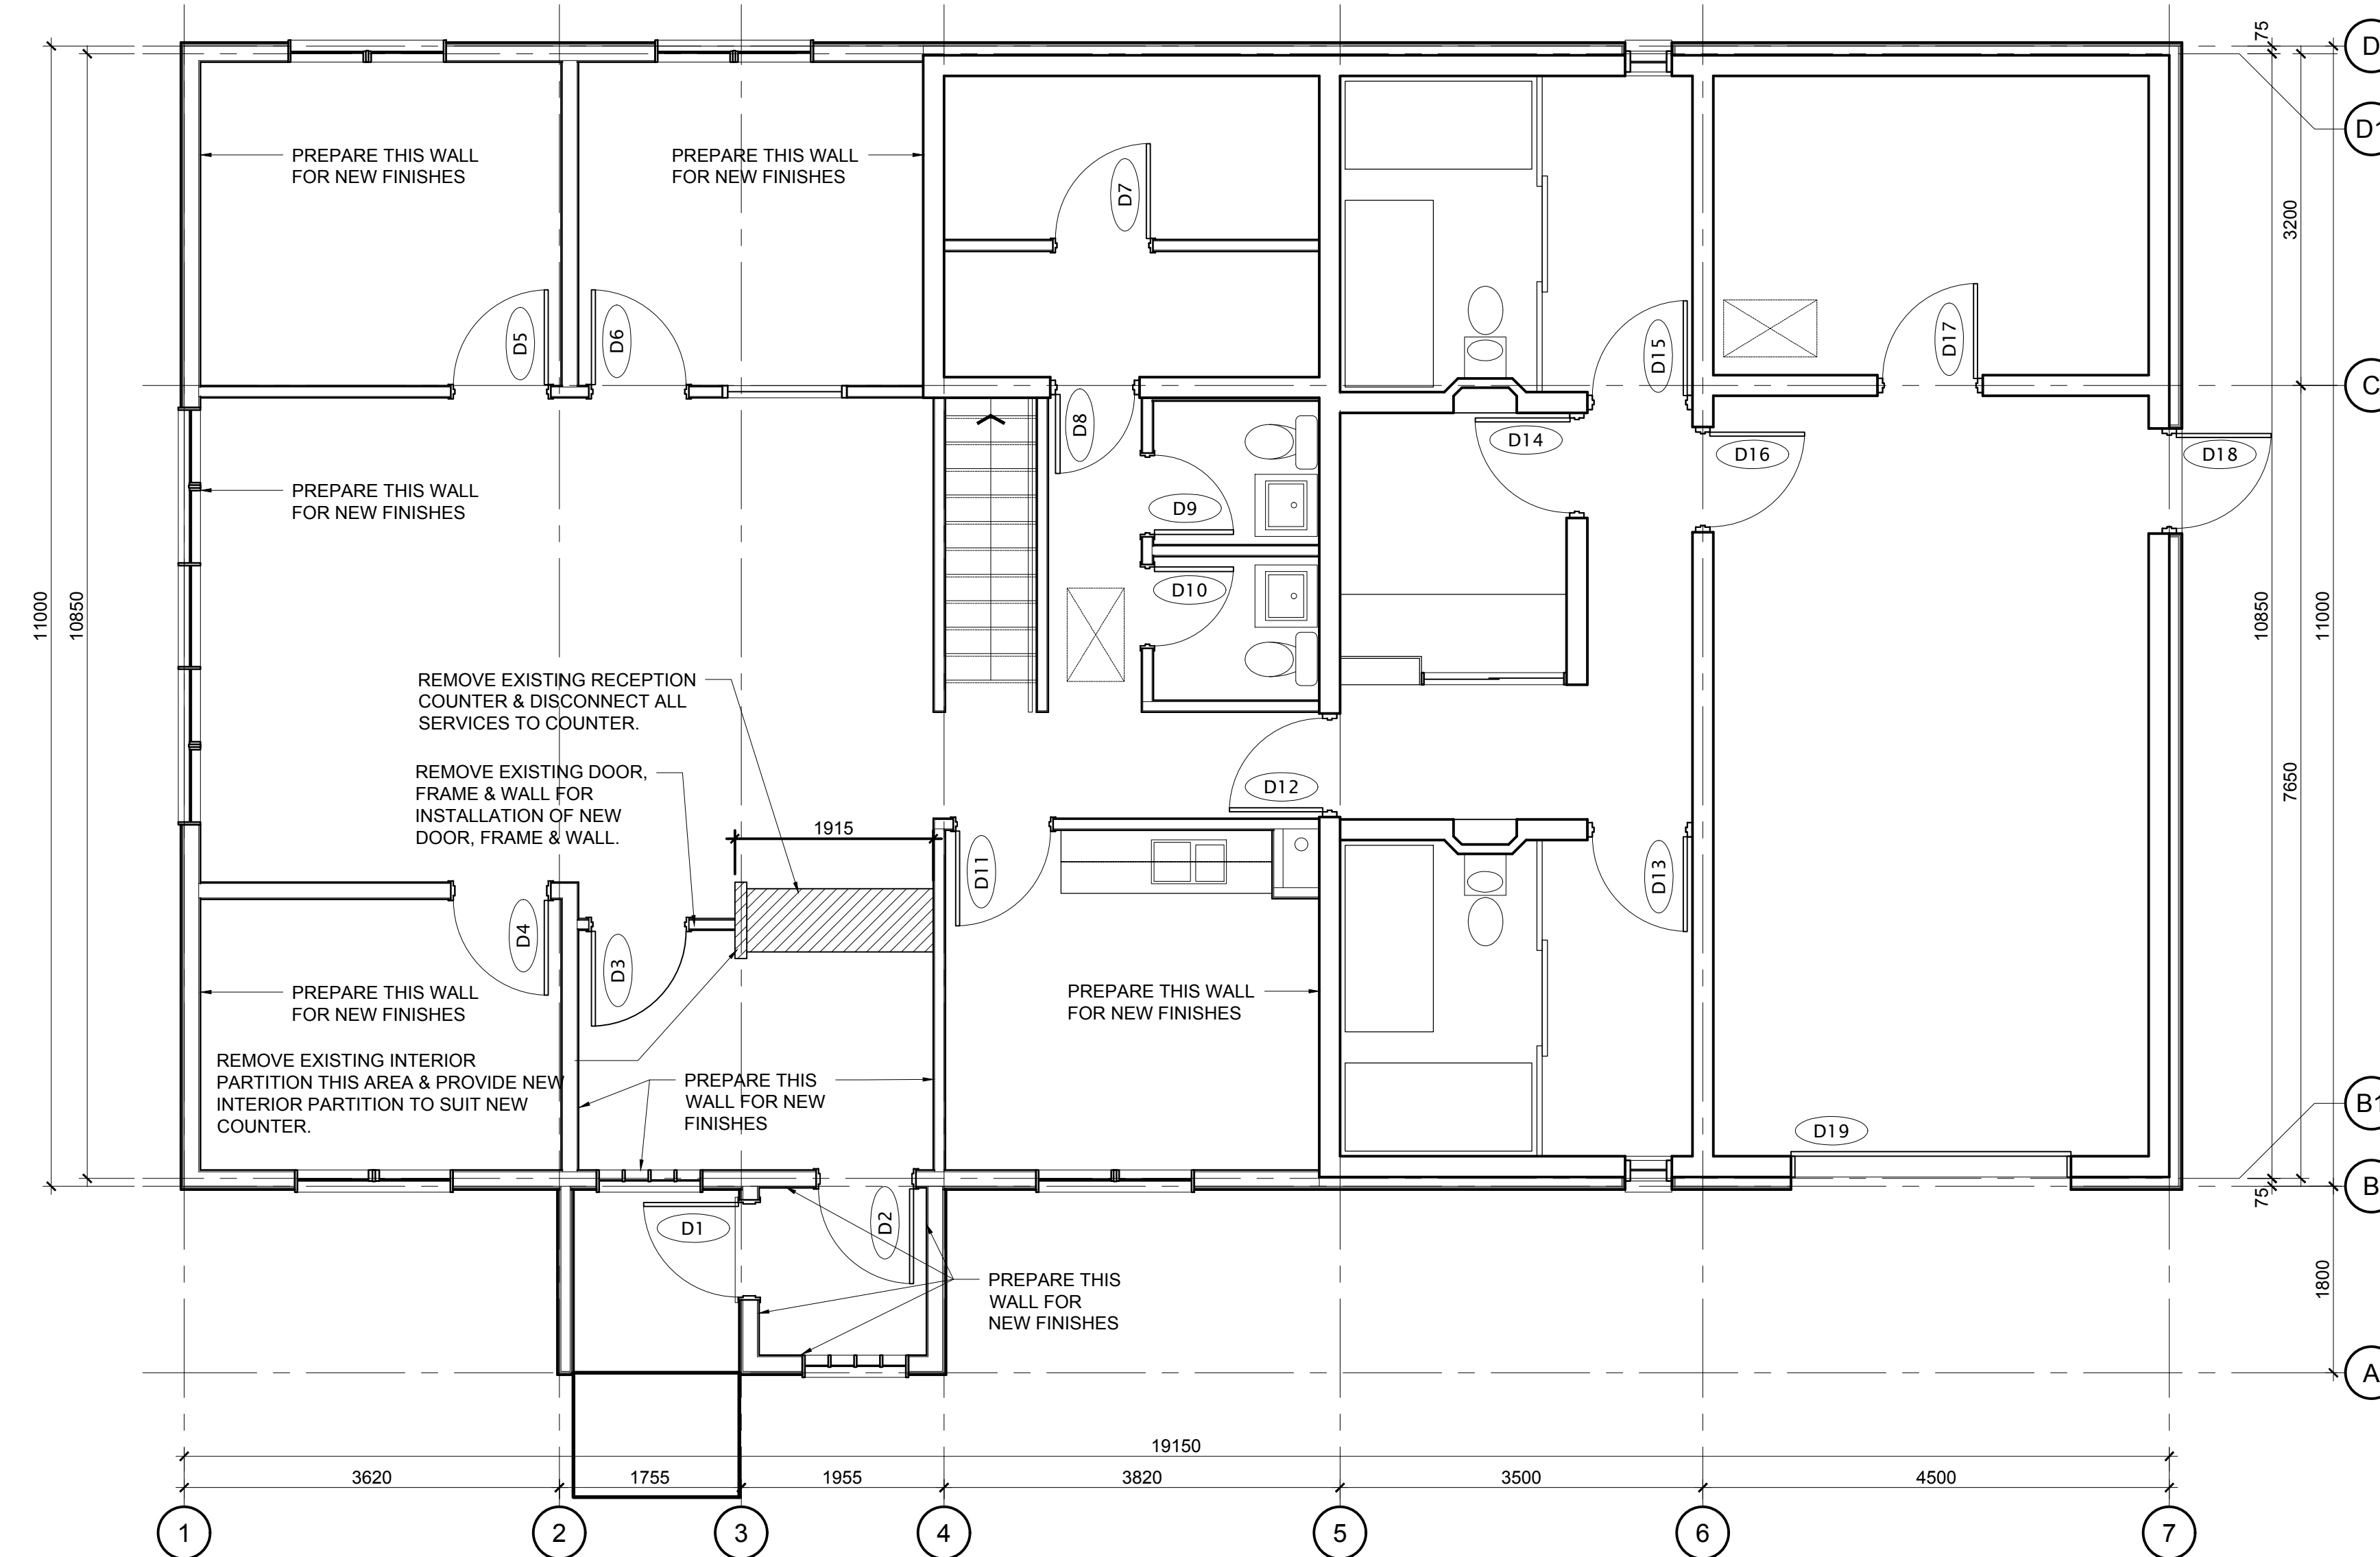 75
D
D1
PREPARE THIS WALL
FOR NEW FINISHES
PREPARE THIS WALL
FOR NEW FINISHES
D7
3200
D5
D6
D15
D17
C
D8
D14
D16
D18
PREPARE THIS WALL
FOR NEW FINISHES
D9
D10
11000
10850
10850
11000
REMOVE EXISTING RECEPTION
COUNTER & DISCONNECT ALL
SERVICES TO COUNTER.
REMOVE EXISTING DOOR,
FRAME & WALL FOR
INSTALLATION OF NEW
DOOR, FRAME & WALL.
D12
7650
1915
D11
D13
D4
D3
PREPARE THIS WALL
FOR NEW FINISHES
PREPARE THIS WALL
FOR NEW FINISHES
REMOVE EXISTING INTERIOR
PARTITION THIS AREA & PROVIDE NEW
INTERIOR PARTITION TO SUIT NEW
COUNTER.
PREPARE THIS
WALL FOR NEW
FINISHES
D19
B1
B
75
D1
D2
PREPARE THIS
WALL FOR
NEW FINISHES
1800
A
19150
3620
1755
1955
3820
3500
4500
1
2
3
4
5
6
7